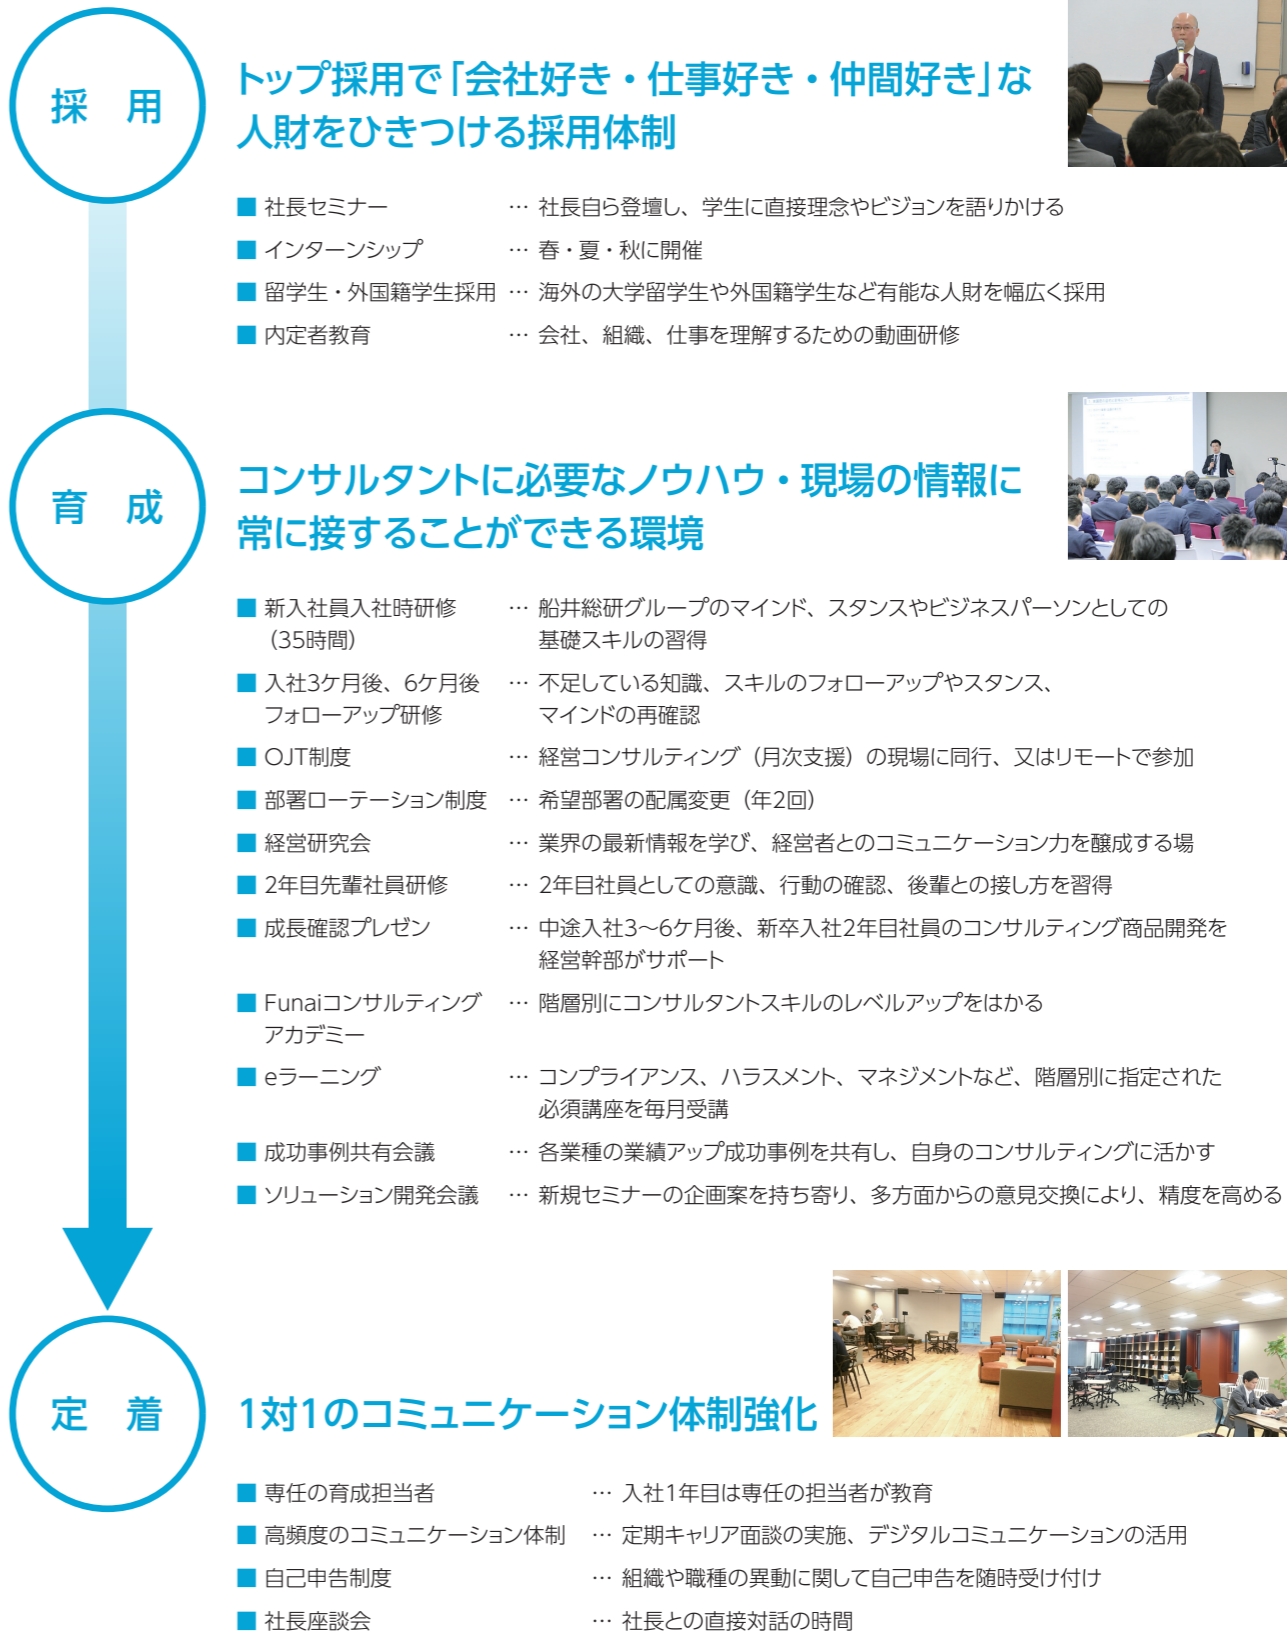 採 用
トップ採用で「会社好き・仕事好き・仲間好き」な
人財をひきつける採用体制
■ 社長セミナー … 社長自ら登壇し、学生に直接理念やビジョンを語りかける
■ インターンシップ … 春・夏・秋に開催
■ 留学生・外国籍学生採用 … 海外の大学留学生や外国籍学生など有能な人財を幅広く採用
■ 内定者教育 … 会社、組織、仕事を理解するための動画研修
育 成
コンサルタントに必要なノウハウ・現場の情報に
常に接することができる環境
■ 新入社員入社時研修 … 船井総研グループのマインド、スタンスやビジネスパーソンとしての
（35時間） 基礎スキルの習得
■ 入社3ケ月後、6ケ月後 … 不足している知識、スキルのフォローアップやスタンス、
フォローアップ研修 マインドの再確認
■ OJT制度 … 経営コンサルティング（月次支援）の現場に同行、又はリモートで参加
■ 部署ローテーション制度 … 希望部署の配属変更（年2回）
■ 経営研究会 … 業界の最新情報を学び、経営者とのコミュニケーション力を醸成する場
■ 2年目先輩社員研修 … 2年目社員としての意識、行動の確認、後輩との接し方を習得
■ 成長確認プレゼン … 中途入社3～6ケ月後、新卒入社2年目社員のコンサルティング商品開発を
経営幹部がサポート
■ Funaiコンサルティング … 階層別にコンサルタントスキルのレベルアップをはかる
アカデミー
■ eラーニング … コンプライアンス、ハラスメント、マネジメントなど、階層別に指定された
必須講座を毎月受講
■ 成功事例共有会議 … 各業種の業績アップ成功事例を共有し、自身のコンサルティングに活かす
■ ソリューション開発会議 … 新規セミナーの企画案を持ち寄り、多方面からの意見交換により、精度を高める
定 着
1対1のコミュニケーション体制強化
■ 専任の育成担当者 … 入社1年目は専任の担当者が教育
■ 高頻度のコミュニケーション体制 … 定期キャリア面談の実施、デジタルコミュニケーションの活用
■ 自己申告制度 … 組織や職種の異動に関して自己申告を随時受け付け
■ 社長座談会 … 社長との直接対話の時間